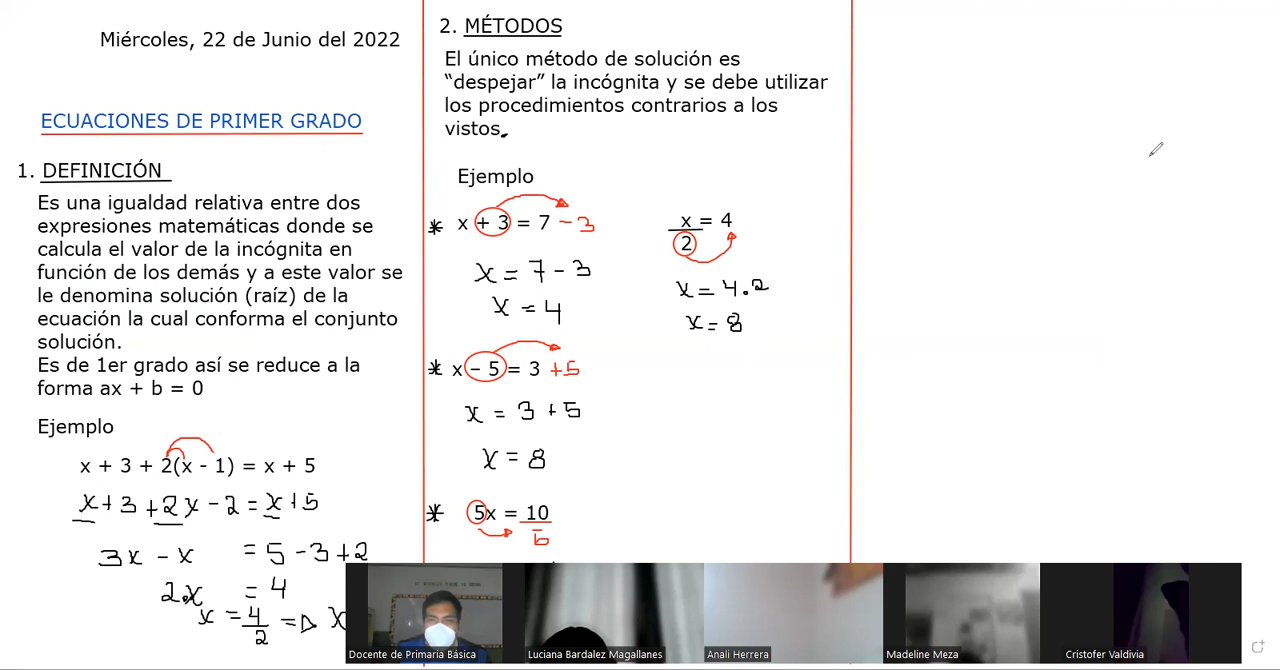 Miércoles, 22 de Junio del 2022
ECUACIONES DE PRIMER GRADO
1. DEFINICIÓN
Es una igualdad relativa entre dos
expresiones matemáticas donde se
calcula el valor de la incógnita en
función de los demás y a este valor se
le denomina solución (raíz) de la
ecuación la cual conforma el conjunto
solución.
Es de 1er grado así se reduce a la
forma ax + b = 0
Ejemplo
x + 3 + 2(x - 1) = x + 5
x + 3 + 2x - 2 = x + 5
3x - x = 5 - 3 + 2
2x = 4
x = 4/2 => x
2. MÉTODOS
El único método de solución es
“despejar” la incógnita y se debe utilizar
los procedimientos contrarios a los
vistos.
Ejemplo
* x + 3 = 7 - 3
x = 7 - 3
x = 4
* x - 5 = 3 + 5
x = 3 + 5
x = 8
* 5x = 10
5
x = 4
2
x = 4.2
x = 8
Docente de Primaria Básica
Luciana Bardalez Magallanes
Anali Herrera
Madeline Meza
Cristofer Valdivia